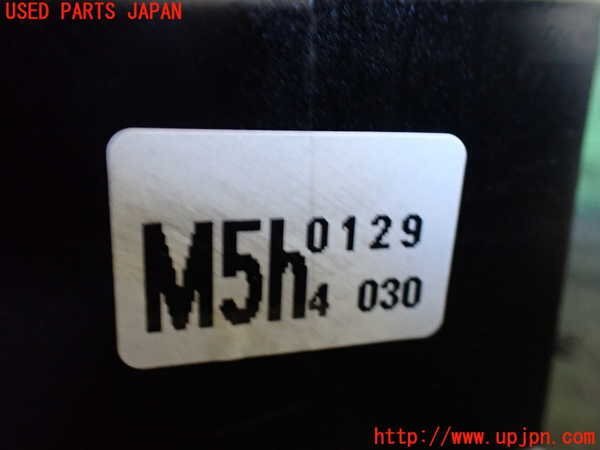 USED PARTS JAPAN
M5h 0129
4 030
http://www.upjpn.com/